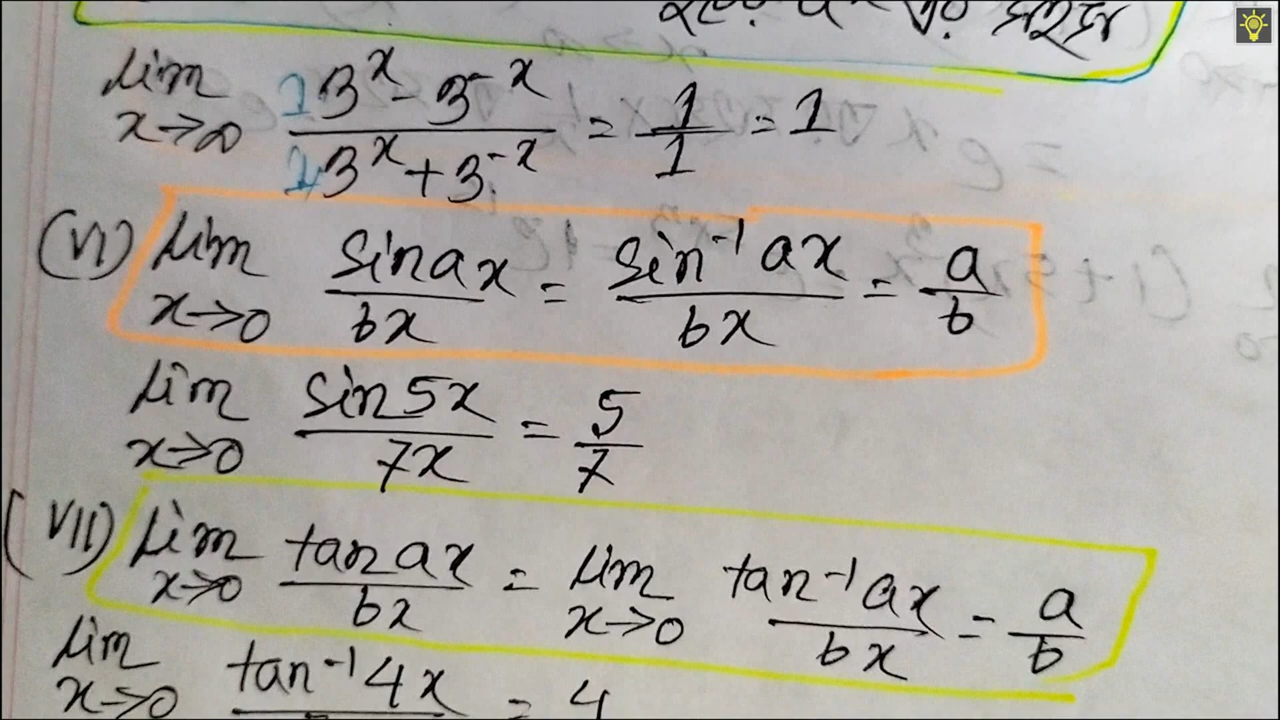 lim x→∞ 3^x - 3^-x / 3^x + 3^-x = 1/1 = 1
(VI) lim x→0 sin ax / bx = sin^-1 ax / bx = a/b
lim x→0 sin 5x / 7x = 5/7
(VII) lim x→0 tan ax / bx = lim x→0 tan^-1 ax / bx = a/b
lim x→0 tan^-1 4x = 4